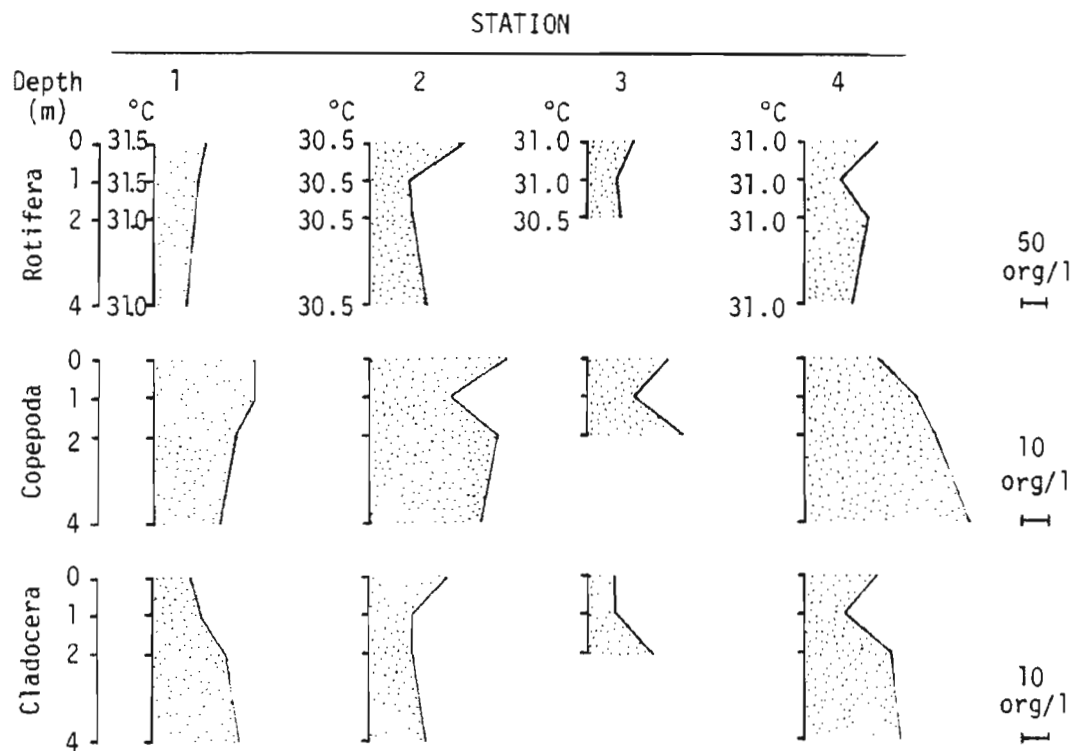 STATION
Depth 1 2 3 4
(m) °C °C °C °C
0 31.5 30.5 31.0 31.0
1 31.5 30.5 31.0 31.0
2 31.0 30.5 30.5 31.0
4 31.0 30.5 31.0
Rotifera
50
org/l
0
1
2
4
Copepoda
10
org/l
0
1
2
4
Cladocera
10
org/l